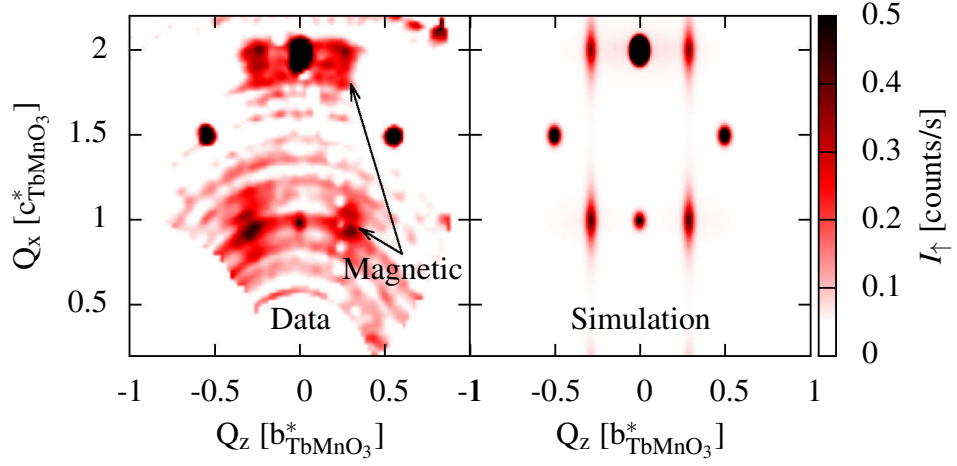 2
1.5
1
0.5
Qx [c*TbMnO3]
-1
-0.5
0
0.5
-1
-0.5
0
0.5
1
Qz [b*TbMnO3]
Qz [b*TbMnO3]
Magnetic
Data
Simulation
0.5
0.4
0.3
0.2
0.1
0
I↑ [counts/s]